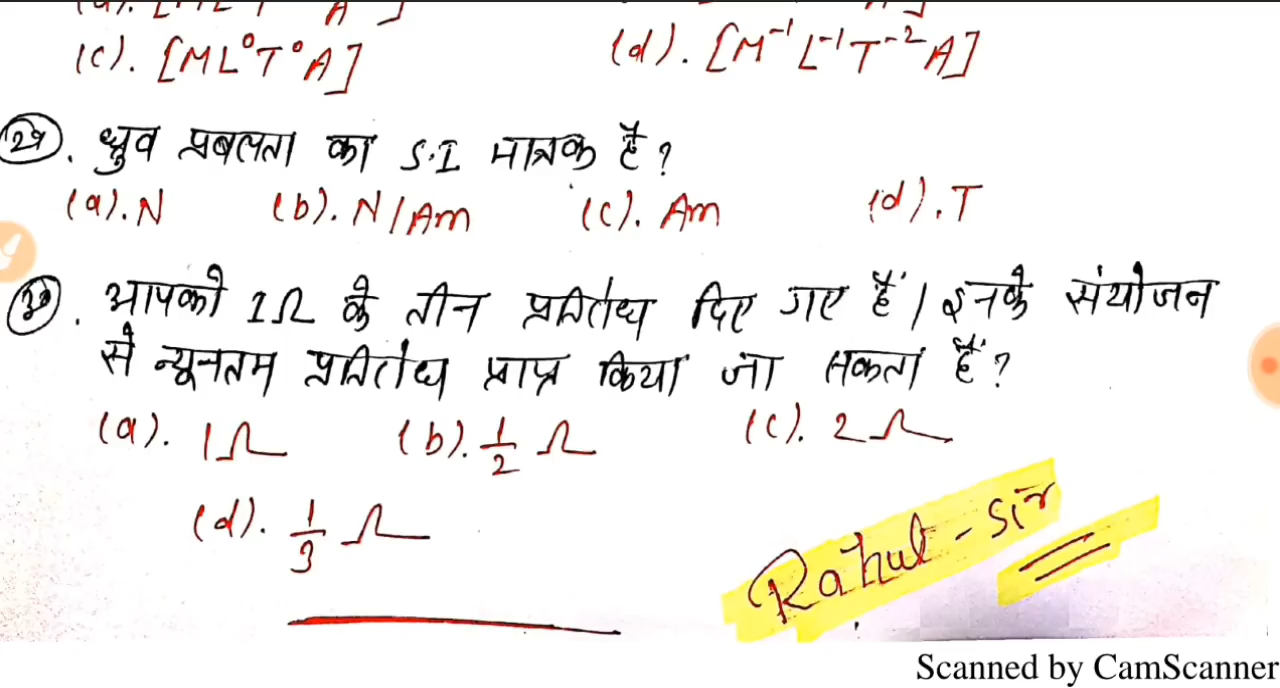 (c). [ML⁰T⁰A] (d). [M⁻¹L⁻¹T⁻²A]
(29). ध्रुव प्रबलता का S.I मात्रक है?
(a). N (b). N/Am (c). Am (d). T
(30). आपको 1Ω के तीन प्रतिरोध दिए गए हैं। इनके संयोजन
से न्यूनतम प्रतिरोध प्राप्त किया जा सकता है?
(a). 1Ω (b). 1/2 Ω (c). 2Ω
(d). 1/3 Ω
Rahul-Sir
Scanned by CamScanner